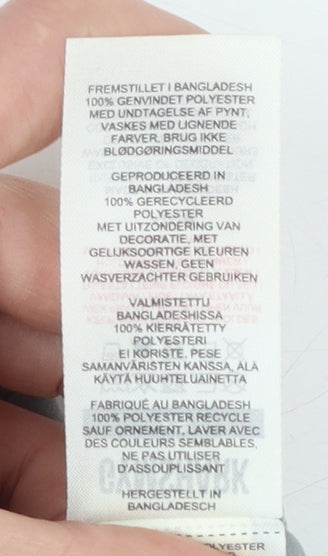 FREMSTILLET I BANGLADESH
100% GENVINDET POLYESTER
MED UNDTAGELSE AF PYNT,
VASKES MED LIGNENDE
FARVER, BRUG IKKE
BLØDGØRINGSMIDDEL
GEPRODUCEERD IN
BANGLADESH
100% GERECYCLEERD
POLYESTER
MET UITZONDERING VAN
DECORATIE, MET
GELIJKSOORTIGE KLEUREN
WASSEN, GEEN
WASVERZACHTER GEBRUIKEN
VALMISTETTU
BANGLADESHISSA
100% KIERRÄTETTY
POLYESTERI
EI KORISTE, PESE
SAMANVÄRISTEN KANSSA, ÄLÄ
KÄYTÄ HUUHTELUAINETTA
FABRIQUÉ AU BANGLADESH
100% POLYESTER RECYCLE
SAUF ORNEMENT, LAVER AVEC
DES COULEURS SEMBLABLES,
NE PAS UTILISER
D'ASSOUPLISSANT
HERGESTELLT IN
BANGLADESCH